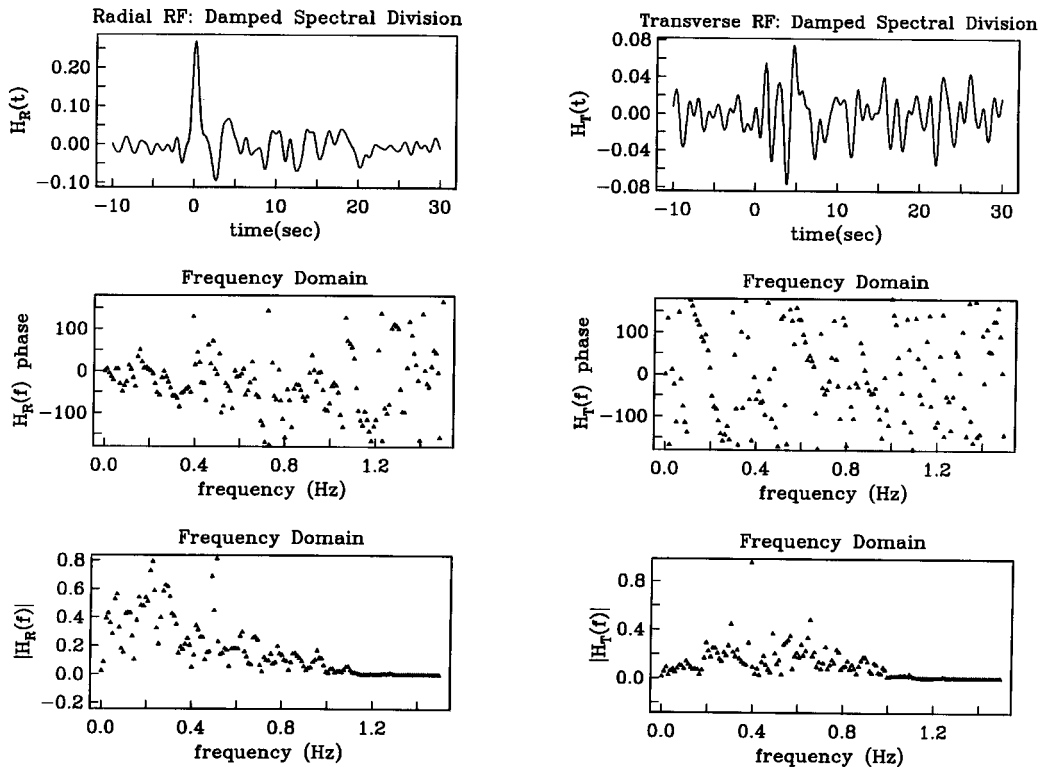 Radial RF: Damped Spectral Division
H_R(t)
0.20
0.10
0.00
−0.10
−10 0 10 20 30
time(sec)
Transverse RF: Damped Spectral Division
H_T(t)
0.08
0.04
0.00
−0.04
−0.08
−10 0 10 20 30
time(sec)
Frequency Domain
H_R(f) phase
100
0
−100
0.0 0.4 0.8 1.2
frequency (Hz)
Frequency Domain
H_T(f) phase
100
0
−100
0.0 0.4 0.8 1.2
frequency (Hz)
Frequency Domain
|H_R(f)|
0.8
0.6
0.4
0.2
0.0
−0.2
0.0 0.4 0.8 1.2
frequency (Hz)
Frequency Domain
|H_T(f)|
0.8
0.4
0.0
0.0 0.4 0.8 1.2
frequency (Hz)